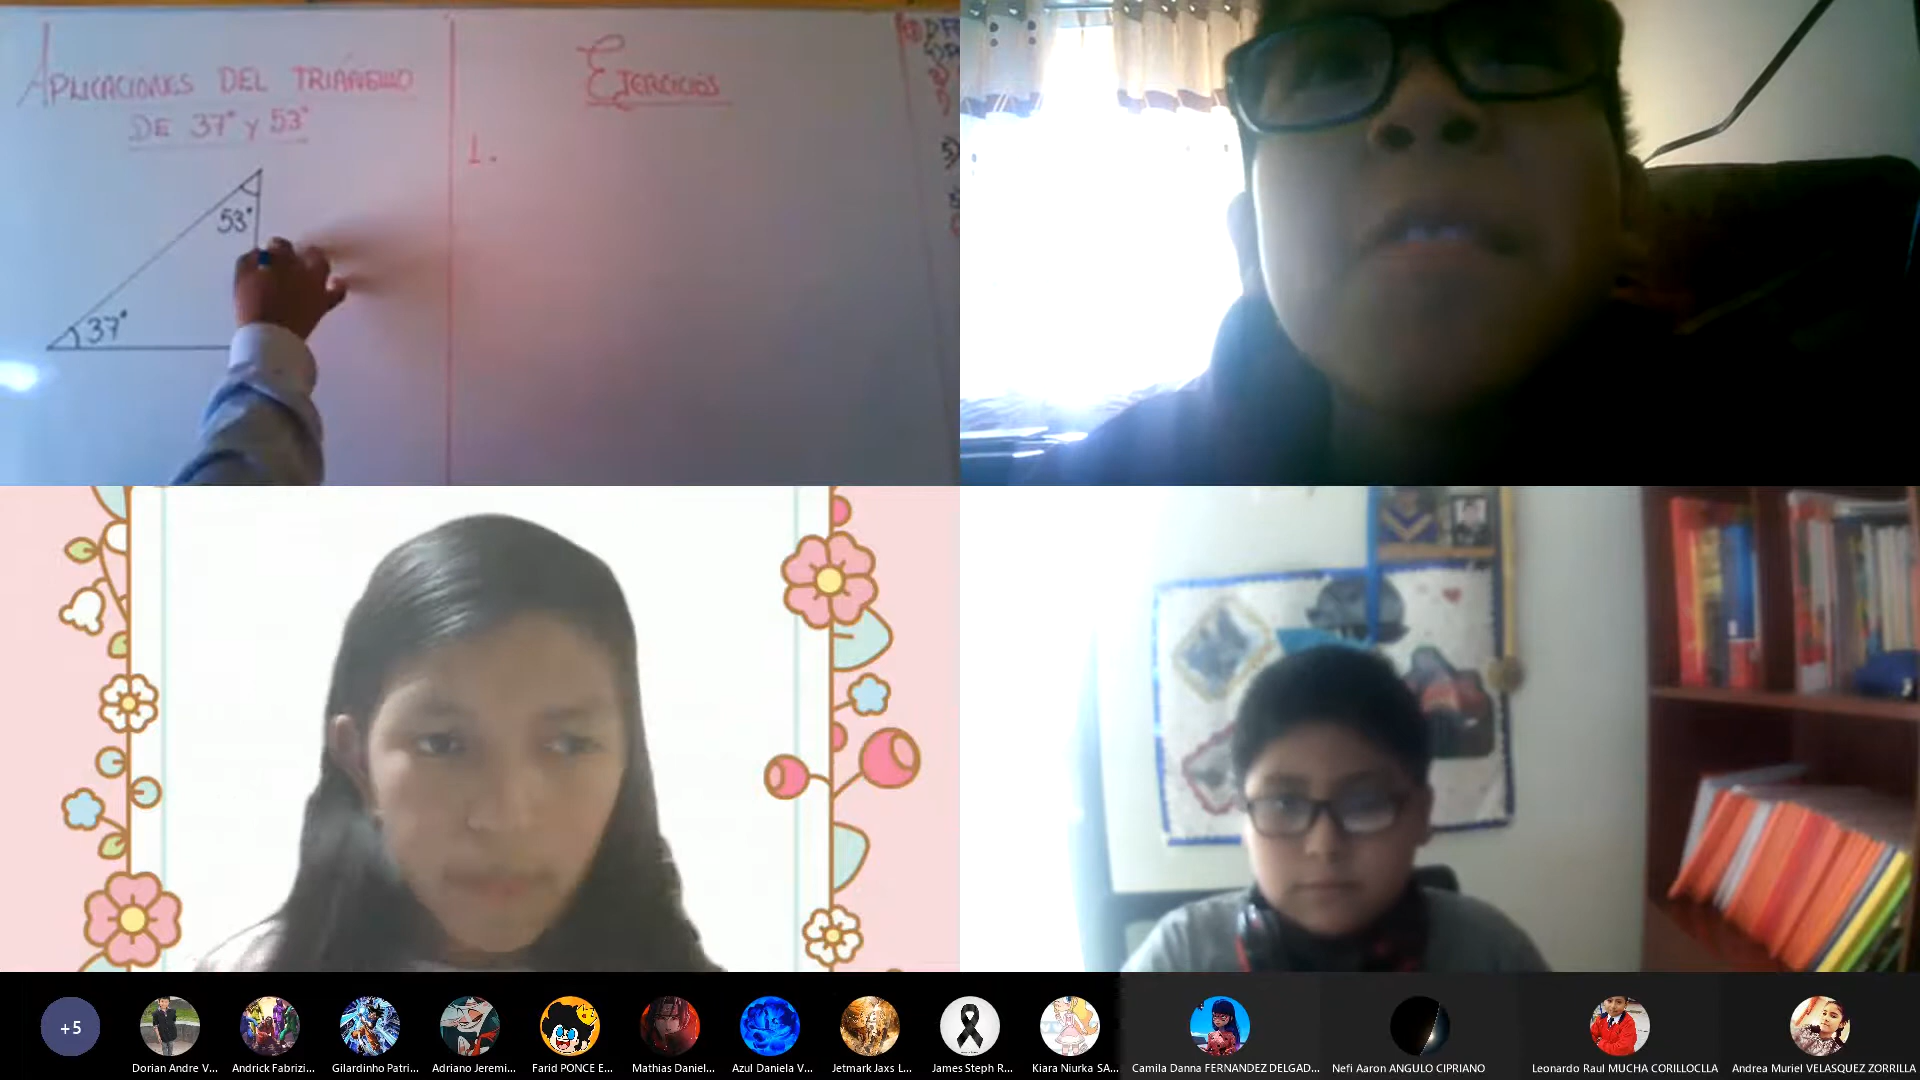 APLICACIONES DEL TRIÁNGULO
DE 37° y 53°
EJERCICIOS
1.
53°
37°
+5
Dorian Andre V...
Andrick Fabrizi...
Gilardinho Patri...
Adriano Jeremi...
Farid PONCE E...
Mathias Daniel...
Azul Daniela V...
Jetmark Jaxs L...
James Steph R...
Kiara Niurka SA...
Camila Danna FERNANDEZ DELGAD...
Nefi Aaron ANGULO CIPRIANO
Leonardo Raul MUCHA CORILLOCLLA
Andrea Muriel VELASQUEZ ZORRILLA